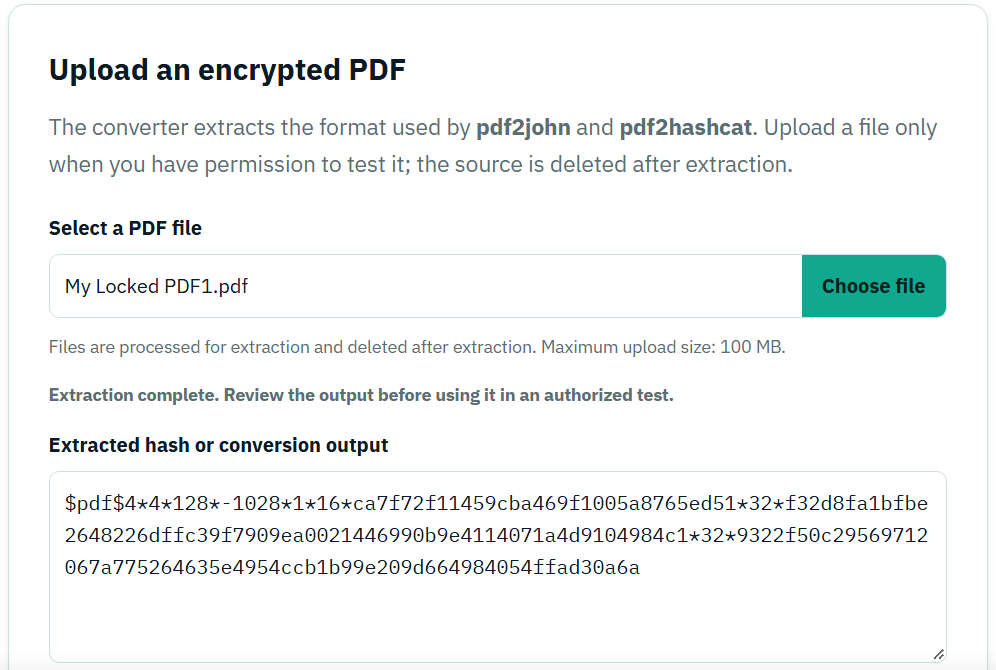 Upload an encrypted PDF
The converter extracts the format used by pdf2john and pdf2hashcat. Upload a file only
when you have permission to test it; the source is deleted after extraction.
Select a PDF file
My Locked PDF1.pdf
Choose file
Files are processed for extraction and deleted after extraction. Maximum upload size: 100 MB.
Extraction complete. Review the output before using it in an authorized test.
Extracted hash or conversion output
$pdf$4*4*128*-1028*1*16*ca7f72f11459cba469f1005a8765ed51*32*f32d8fa1bfbe
2648226dffc39f7909ea0021446990b9e4114071a4d9104984c1*32*9322f50c29569712
067a775264635e4954ccb1b99e209d664984054ffad30a6a